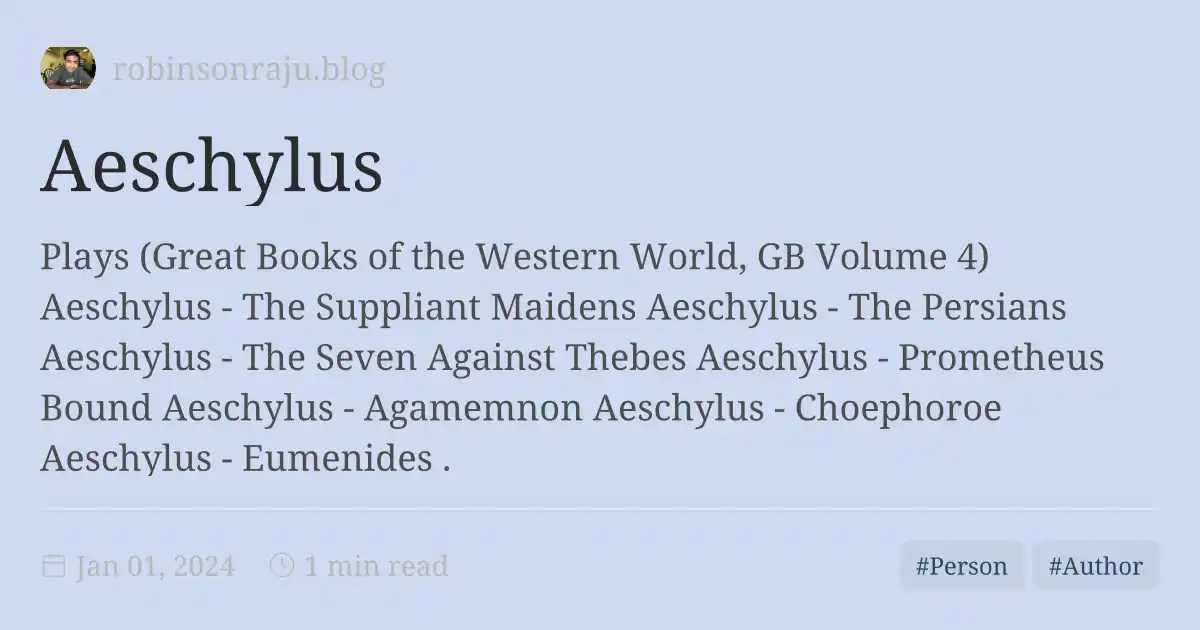 robinsonraju.blog
Aeschylus
Plays (Great Books of the Western World, GB Volume 4)
Aeschylus - The Suppliant Maidens Aeschylus - The Persians
Aeschylus - The Seven Against Thebes Aeschylus - Prometheus
Bound Aeschylus - Agamemnon Aeschylus - Choephoroe
Aeschylus - Eumenides .
Jan 01, 2024 1 min read #Person #Author